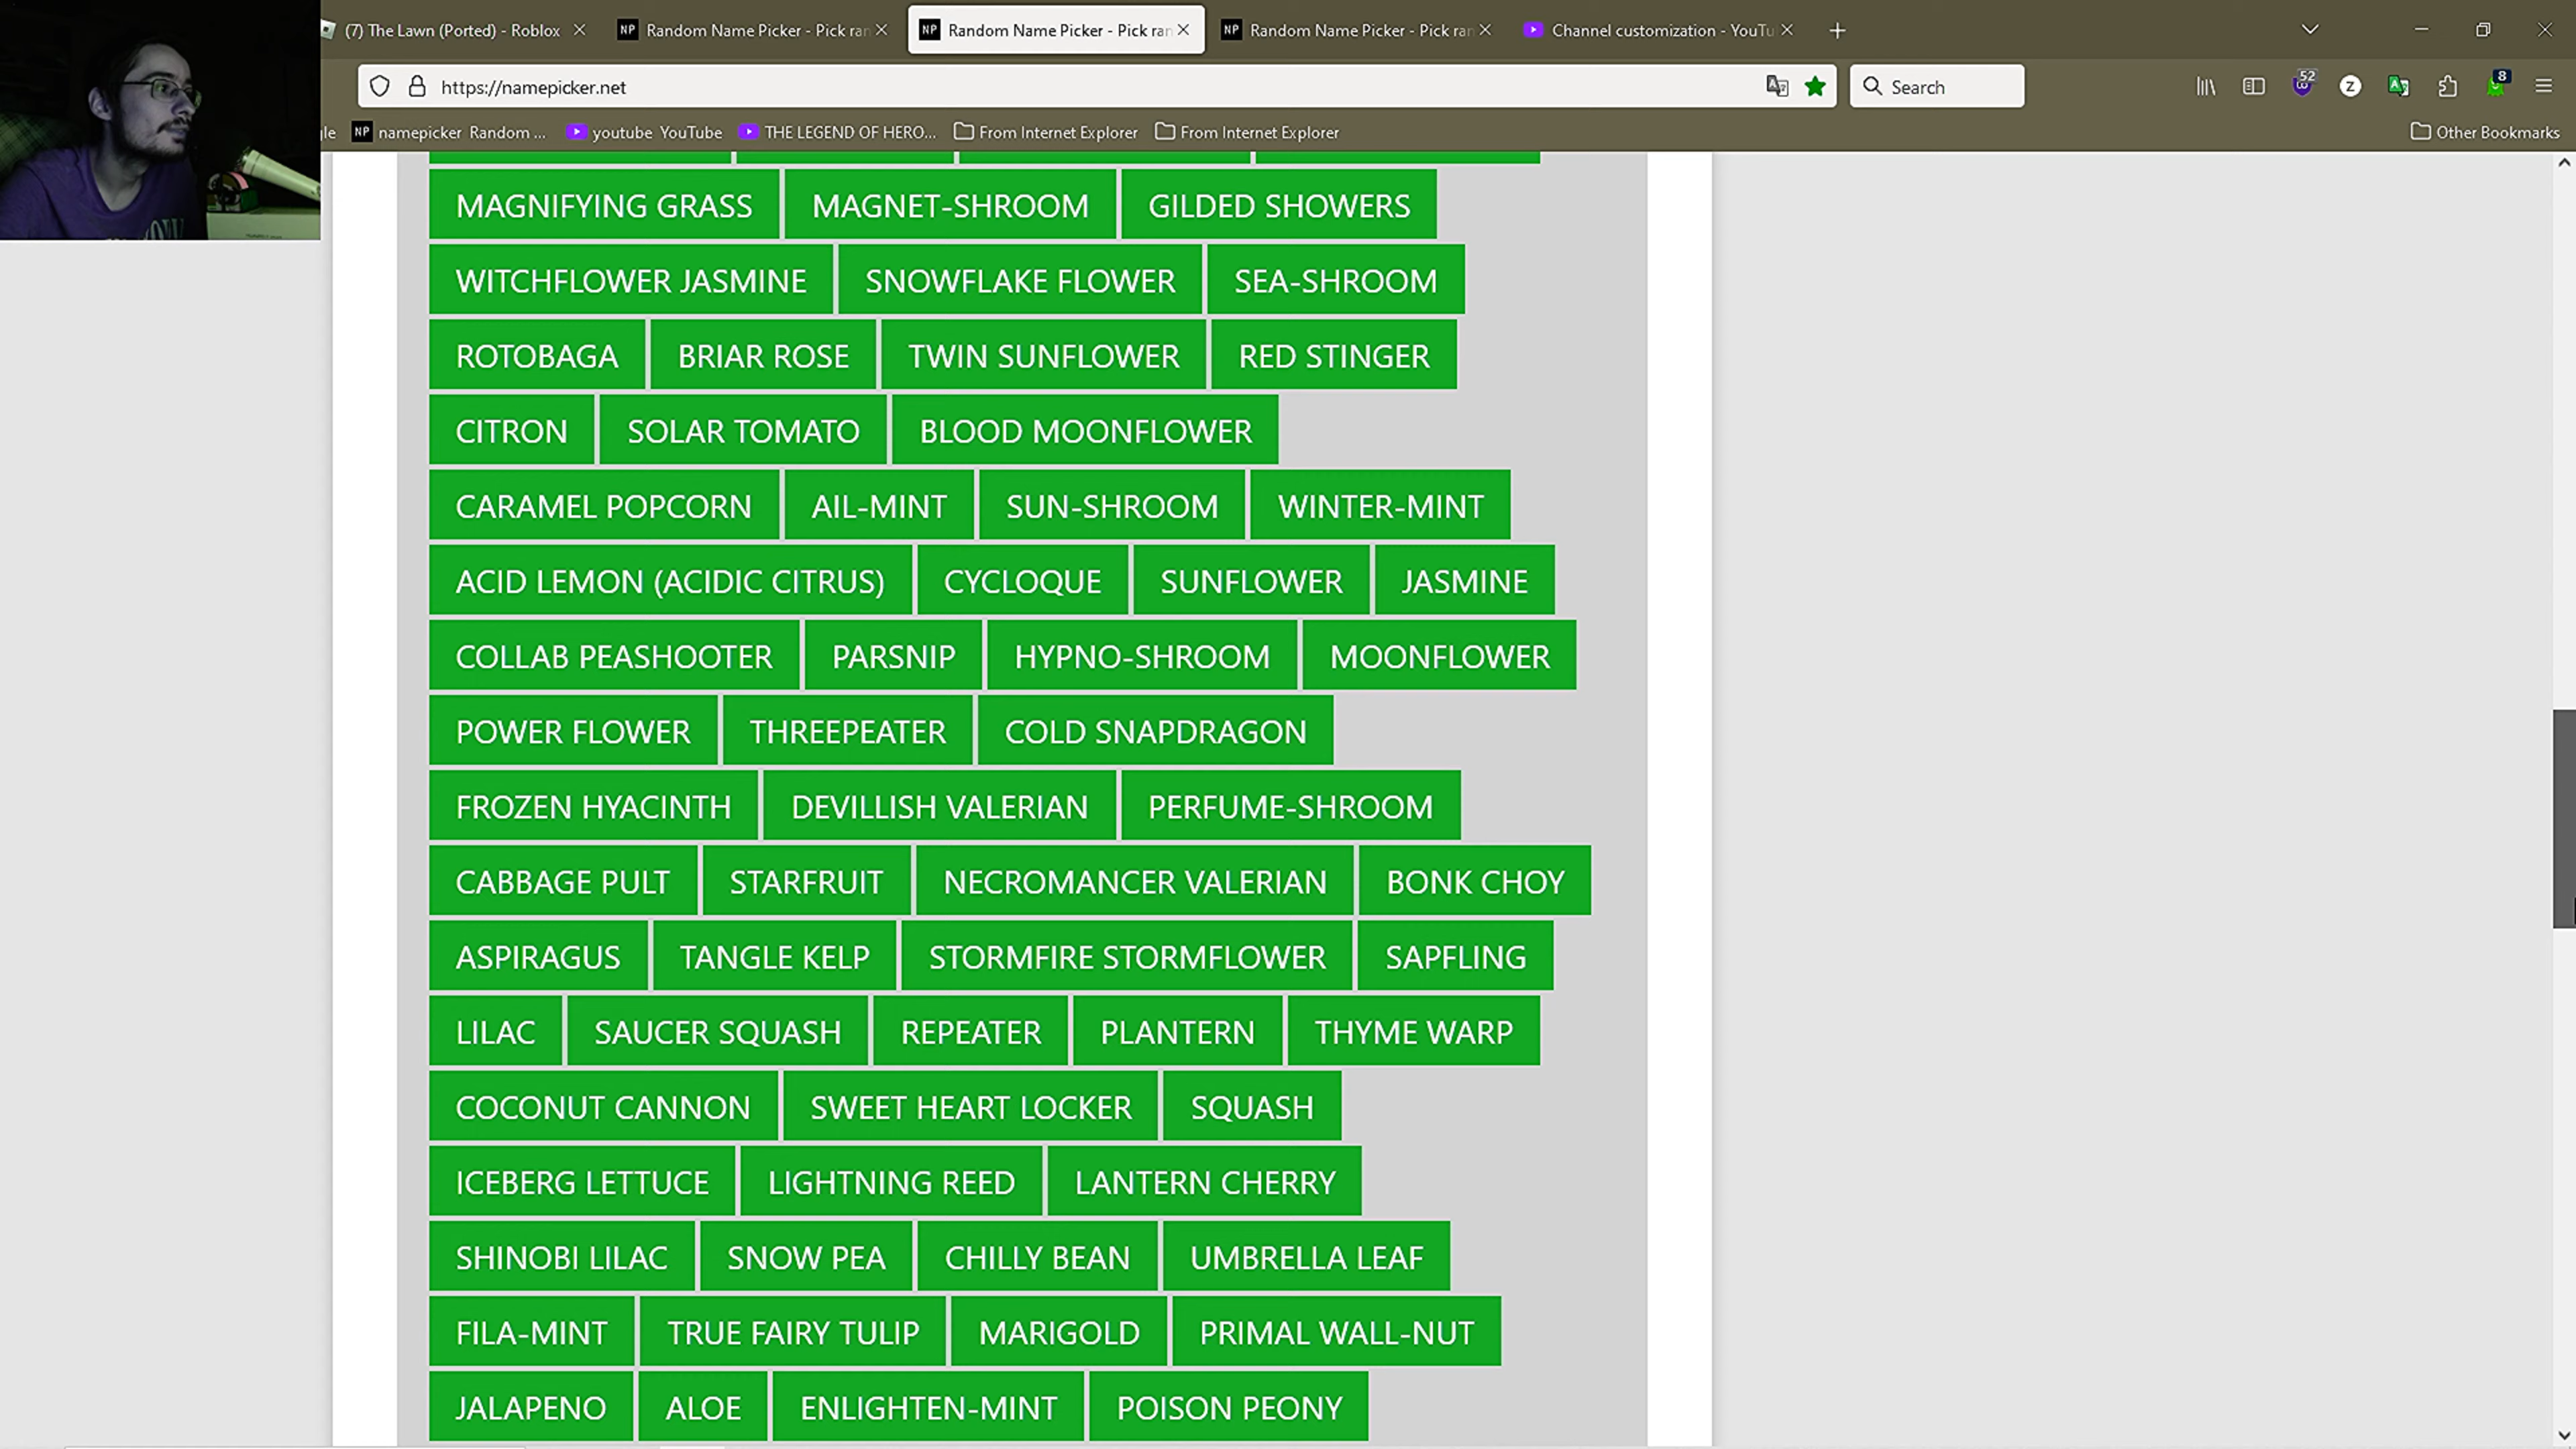 (7) The Lawn (Ported) - Roblox Random Name Picker - Pick ran Random Name Picker - Pick ran Random Name Picker - Pick ran Channel customization - YouTu
https://namepicker.net Search 52 8
le NP namepicker Random ... youtube YouTube THE LEGEND OF HERO... From Internet Explorer From Internet Explorer Other Bookmarks
MAGNIFYING GRASS MAGNET-SHROOM GILDED SHOWERS
WITCHFLOWER JASMINE SNOWFLAKE FLOWER SEA-SHROOM
ROTOBAGA BRIAR ROSE TWIN SUNFLOWER RED STINGER
CITRON SOLAR TOMATO BLOOD MOONFLOWER
CARAMEL POPCORN AIL-MINT SUN-SHROOM WINTER-MINT
ACID LEMON (ACIDIC CITRUS) CYCLOQUE SUNFLOWER JASMINE
COLLAB PEASHOOTER PARSNIP HYPNO-SHROOM MOONFLOWER
POWER FLOWER THREEPEATER COLD SNAPDRAGON
FROZEN HYACINTH DEVILLISH VALERIAN PERFUME-SHROOM
CABBAGE PULT STARFRUIT NECROMANCER VALERIAN BONK CHOY
ASPIRAGUS TANGLE KELP STORMFIRE STORMFLOWER SAPFLING
LILAC SAUCER SQUASH REPEATER PLANTERN THYME WARP
COCONUT CANNON SWEET HEART LOCKER SQUASH
ICEBERG LETTUCE LIGHTNING REED LANTERN CHERRY
SHINOBI LILAC SNOW PEA CHILLY BEAN UMBRELLA LEAF
FILA-MINT TRUE FAIRY TULIP MARIGOLD PRIMAL WALL-NUT
JALAPENO ALOE ENLIGHTEN-MINT POISON PEONY